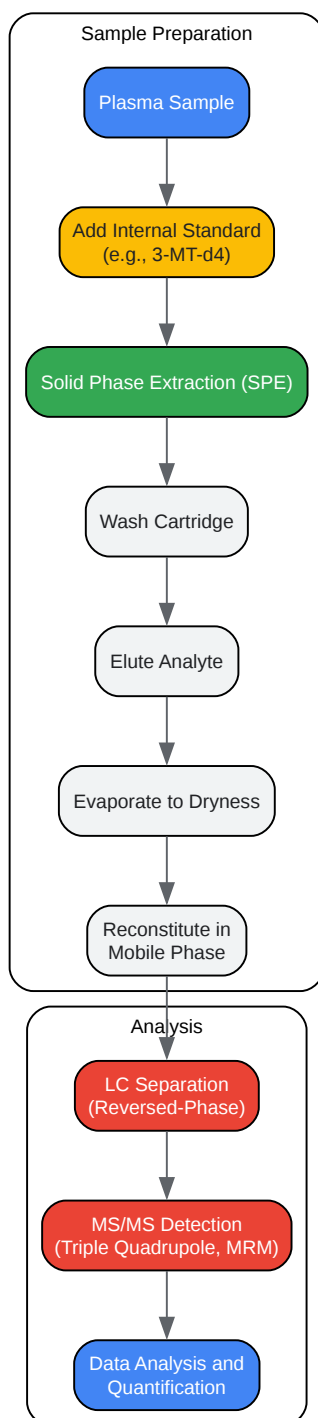 Sample Preparation
Plasma Sample
Add Internal Standard
(e.g., 3-MT-d4)
Solid Phase Extraction (SPE)
Wash Cartridge
Elute Analyte
Evaporate to Dryness
Reconstitute in
Mobile Phase
Analysis
LC Separation
(Reversed-Phase)
MS/MS Detection
(Triple Quadrupole, MRM)
Data Analysis and
Quantification